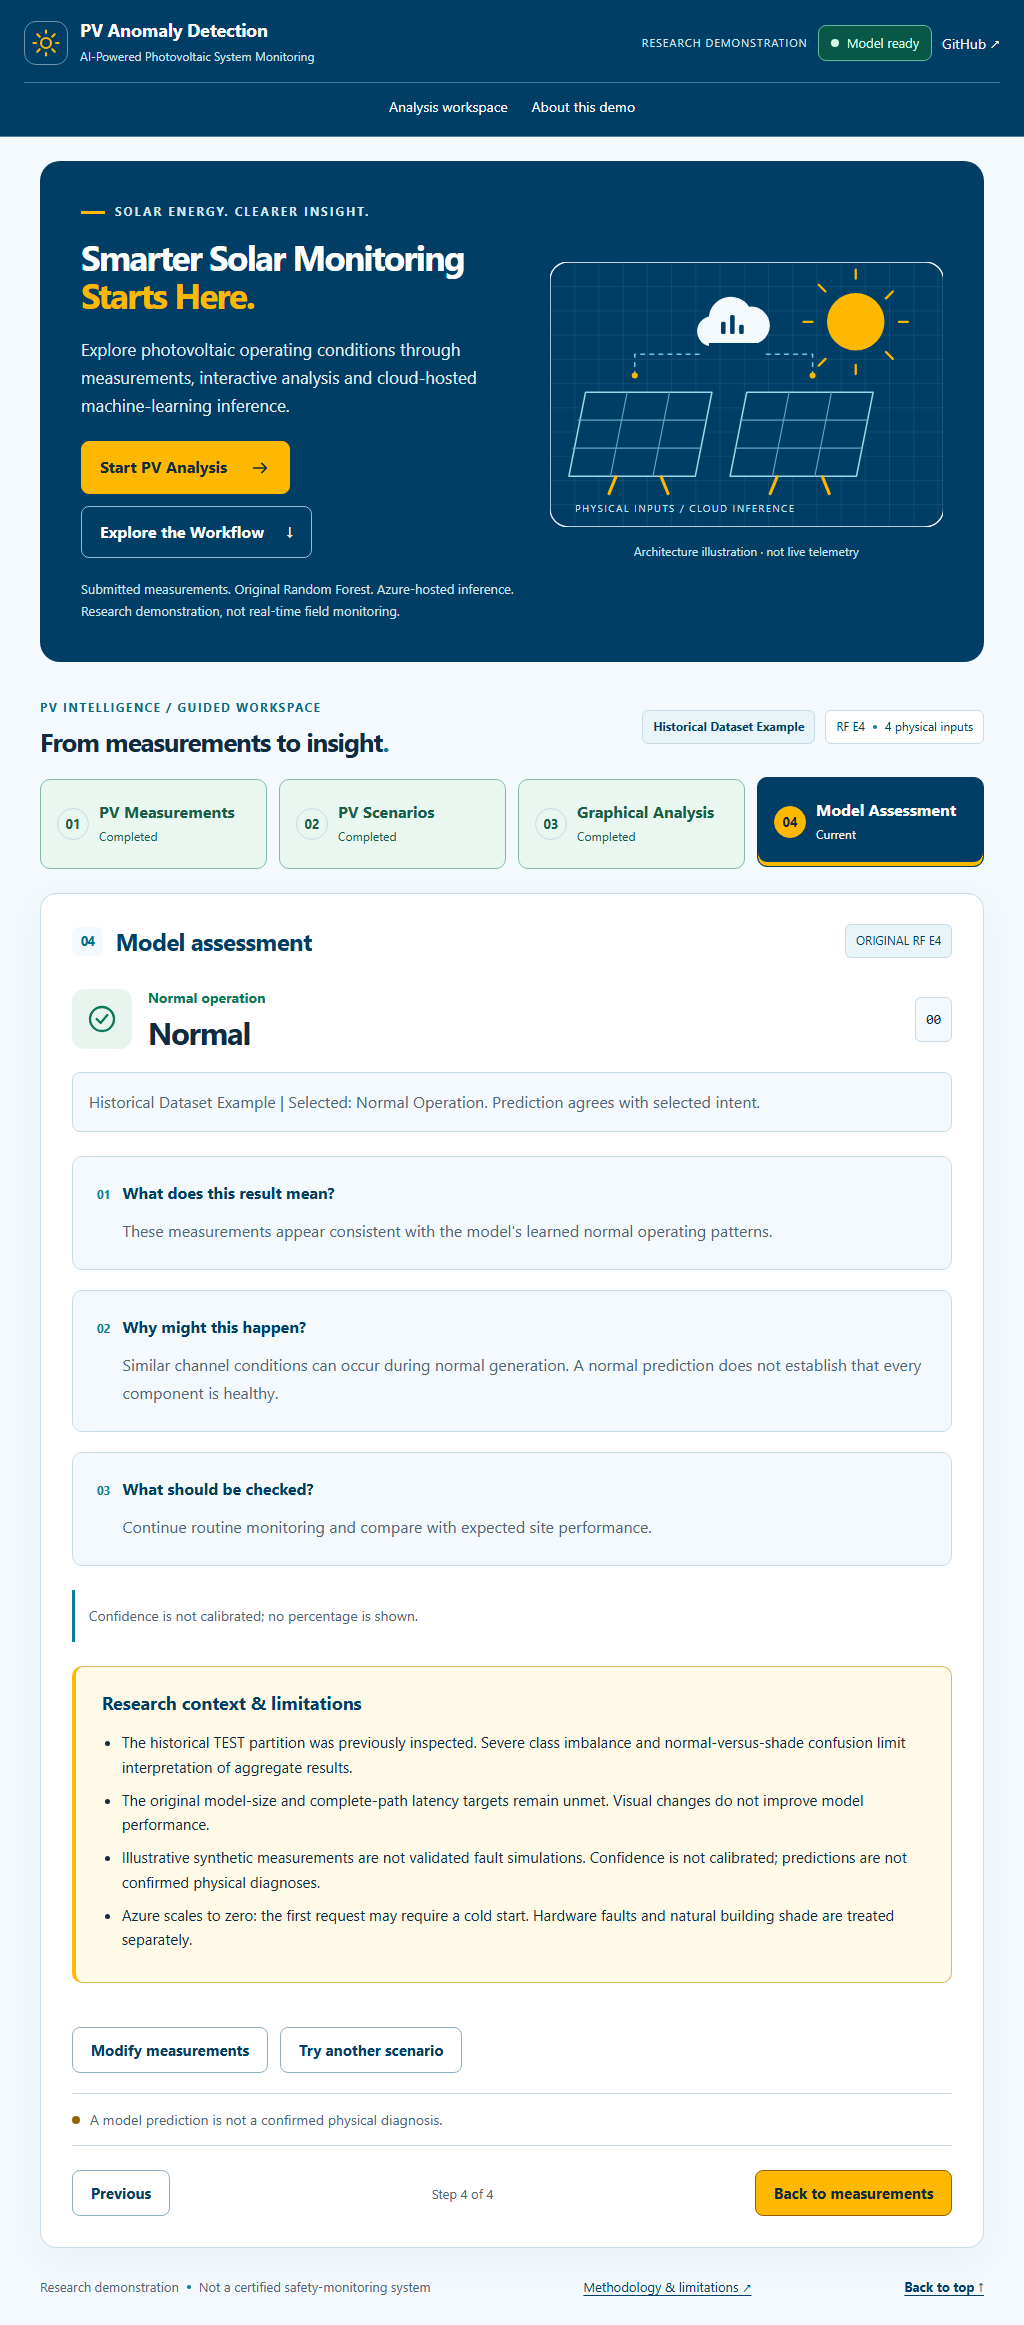 PV Anomaly Detection
AI-Powered Photovoltaic System Monitoring
RESEARCH DEMONSTRATION
Model ready
GitHub ↗
Analysis workspace
About this demo
SOLAR ENERGY. CLEARER INSIGHT.
Smarter Solar Monitoring
Starts Here.
Explore photovoltaic operating conditions through
measurements, interactive analysis and cloud-hosted
machine-learning inference.
Start PV Analysis →
Explore the Workflow ↓
Submitted measurements. Original Random Forest. Azure-hosted inference.
Research demonstration, not real-time field monitoring.
PHYSICAL INPUTS / CLOUD INFERENCE
Architecture illustration · not live telemetry
PV INTELLIGENCE / GUIDED WORKSPACE
From measurements to insight.
Historical Dataset Example
RF E4 • 4 physical inputs
01 PV Measurements
Completed
02 PV Scenarios
Completed
03 Graphical Analysis
Completed
04 Model Assessment
Current
04 Model assessment
ORIGINAL RF E4
Normal operation
Normal
00
Historical Dataset Example | Selected: Normal Operation. Prediction agrees with selected intent.
01 What does this result mean?
These measurements appear consistent with the model's learned normal operating patterns.
02 Why might this happen?
Similar channel conditions can occur during normal generation. A normal prediction does not establish that every
component is healthy.
03 What should be checked?
Continue routine monitoring and compare with expected site performance.
Confidence is not calibrated; no percentage is shown.
Research context & limitations
• The historical TEST partition was previously inspected. Severe class imbalance and normal-versus-shade confusion limit
interpretation of aggregate results.
• The original model-size and complete-path latency targets remain unmet. Visual changes do not improve model
performance.
• Illustrative synthetic measurements are not validated fault simulations. Confidence is not calibrated; predictions are not
confirmed physical diagnoses.
• Azure scales to zero: the first request may require a cold start. Hardware faults and natural building shade are treated
separately.
Modify measurements
Try another scenario
A model prediction is not a confirmed physical diagnosis.
Previous
Step 4 of 4
Back to measurements
Research demonstration • Not a certified safety-monitoring system
Methodology & limitations ↗
Back to top ↑